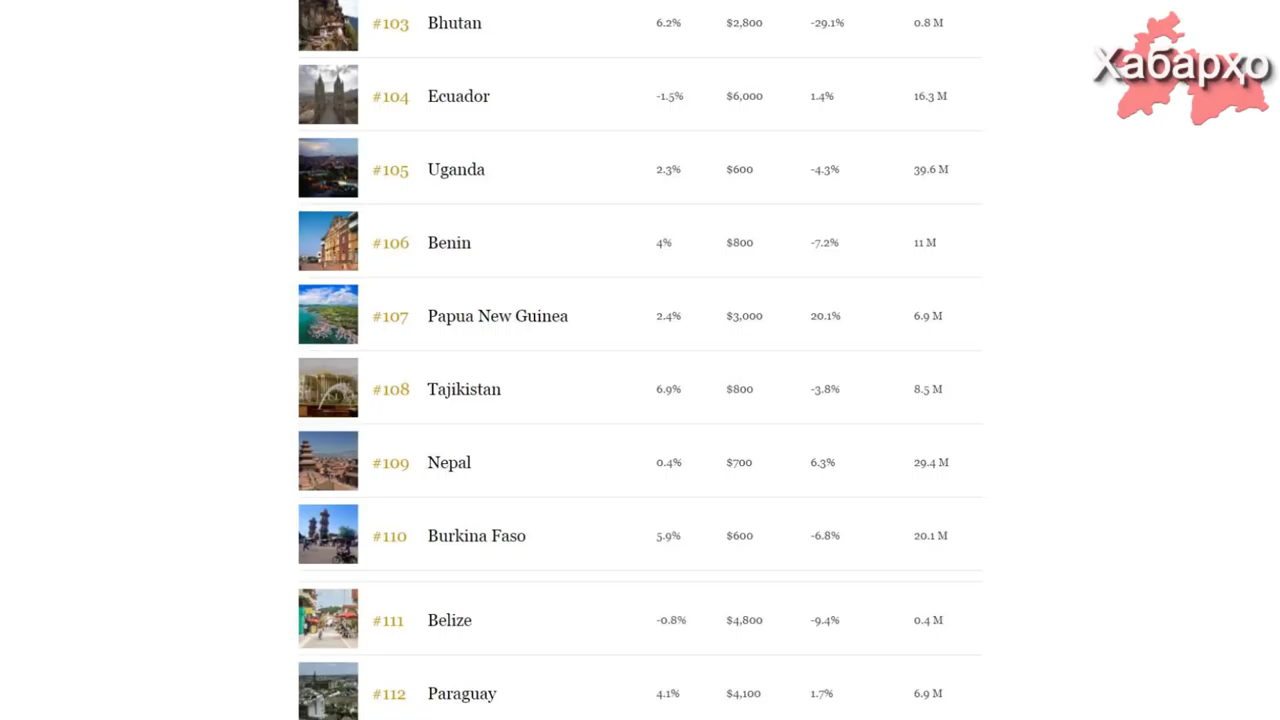 #103 Bhutan 6.2% $2,800 -29.1% 0.8 M
Хабарҳо
#104 Ecuador -1.5% $6,000 1.4% 16.3 M
#105 Uganda 2.3% $600 -4.3% 39.6 M
#106 Benin 4% $800 -7.2% 11 M
#107 Papua New Guinea 2.4% $3,000 20.1% 6.9 M
#108 Tajikistan 6.9% $800 -3.8% 8.5 M
#109 Nepal 0.4% $700 6.3% 29.4 M
#110 Burkina Faso 5.9% $600 -6.8% 20.1 M
#111 Belize -0.8% $4,800 -9.4% 0.4 M
#112 Paraguay 4.1% $4,100 1.7% 6.9 M